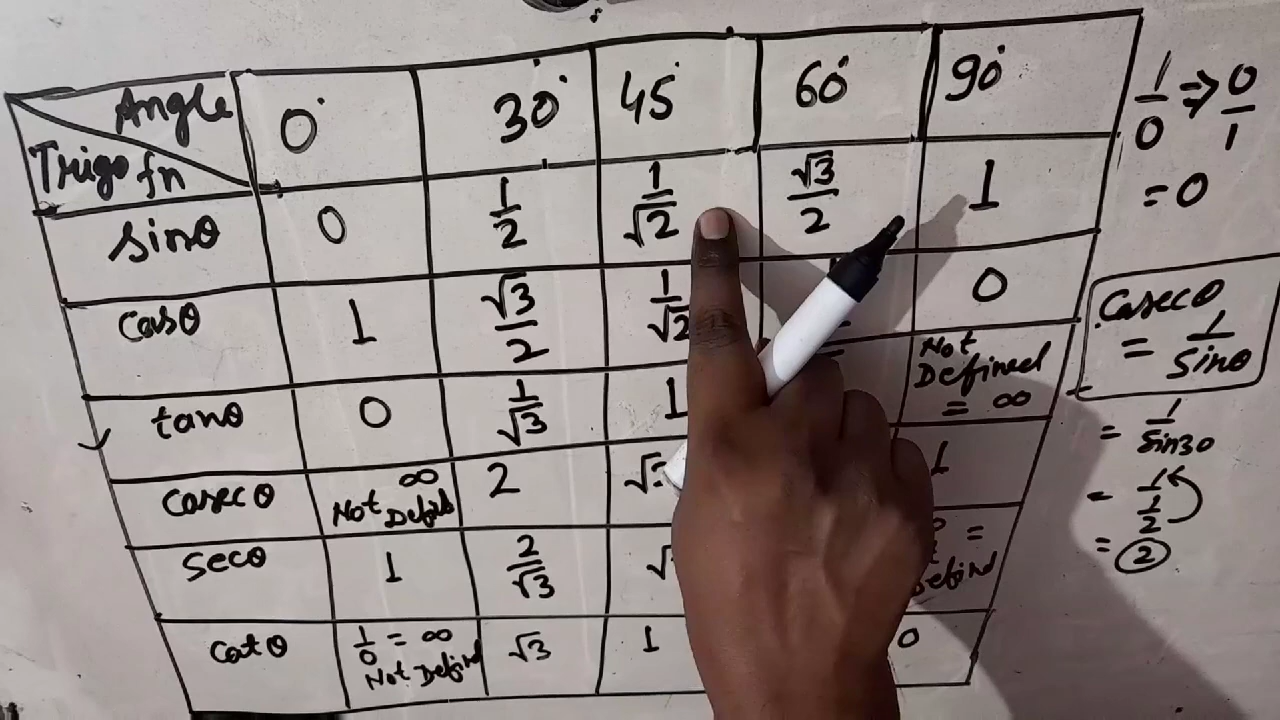 Angle 0° 30° 45° 60° 90°
Trigo fn
sinθ 0 1/2 1/√2 √3/2 1
cosθ 1 √3/2 1/√2 0
tanθ 0 1/√3 1 Not Defined = ∞
cosecθ ∞ Not Defind 2 1
secθ 1 2/√3
cotθ 1/0 = ∞ Not Defind √3 1 0
1/0 ⇒ 0/1
= 0
cosecθ
= 1/sinθ
= 1/sin30
= 1/1/2
= 2